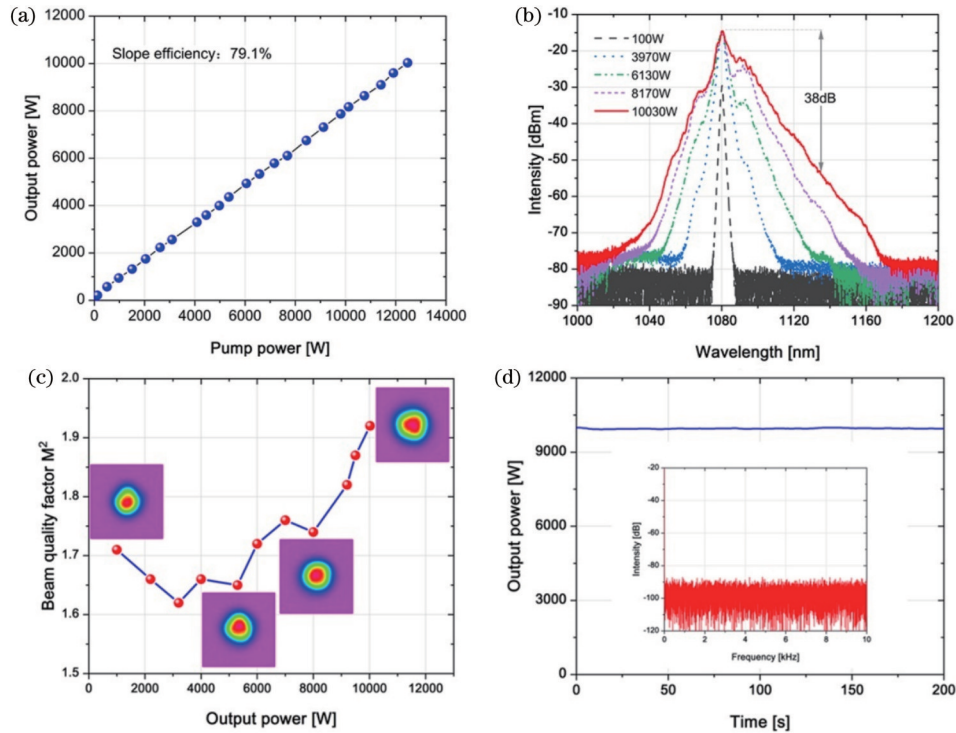 (a)
Slope efficiency: 79.1%
12000
10000
8000
6000
4000
2000
0
Output power [W]
0 2000 4000 6000 8000 10000 12000 14000
Pump power [W]
(b)
-10
-20
-30
-40
-50
-60
-70
-80
-90
Intensity [dBm]
100W
3970W
6130W
8170W
10030W
38dB
1000 1040 1080 1120 1160 1200
Wavelength [nm]
(c)
2.0
1.9
1.8
1.7
1.6
1.5
Beam quality factor M²
0 2000 4000 6000 8000 10000 12000
Output power [W]
(d)
12000
9000
6000
3000
0
Output power [W]
-20
-40
-60
-80
-100
-120
Intensity [dB]
0 2 4 6 8 10
Frequency [kHz]
0 50 100 150 200
Time [s]